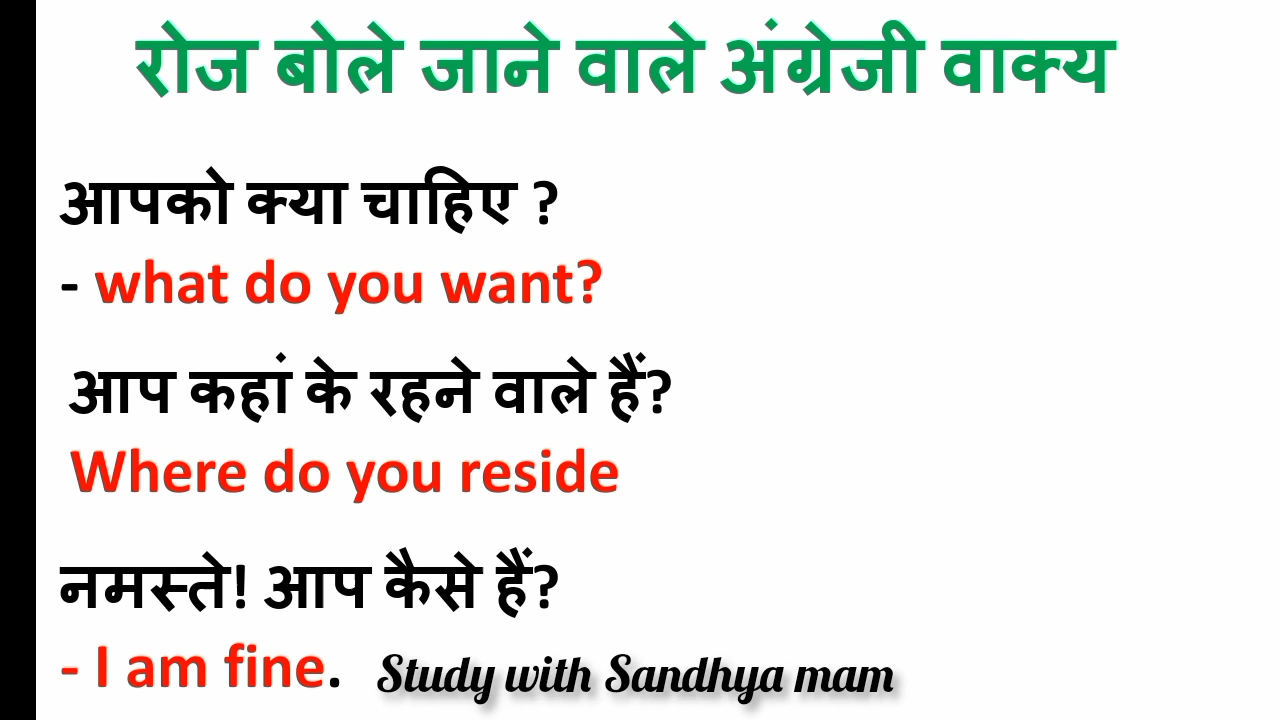 रोज बोले जाने वाले अंग्रेजी वाक्य
आपको क्या चाहिए ?
- what do you want?
आप कहां के रहने वाले हैं?
Where do you reside
नमस्ते! आप कैसे हैं?
- I am fine.
Study with Sandhya mam